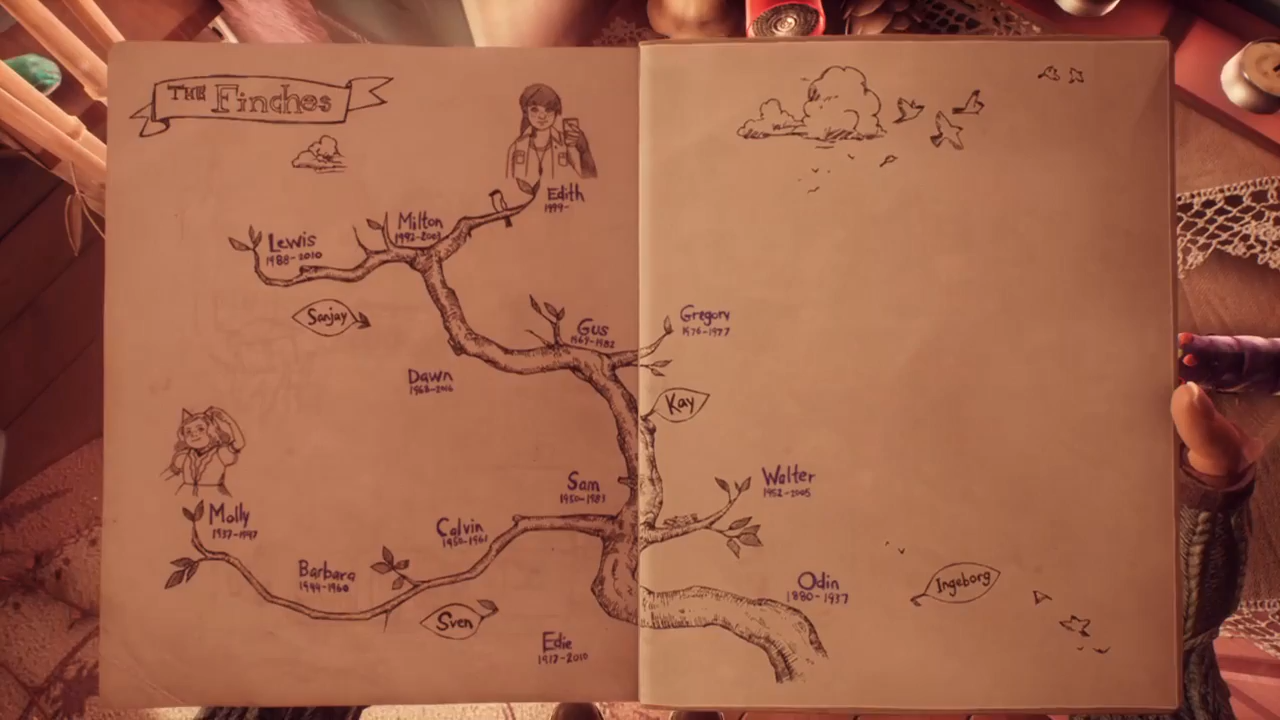 THE Finches
Edith
1999-
Milton
1992-2003
Lewis
1988-2010
Sanjay
Gus
1969-1982
Gregory
1976-1977
Dawn
1968-2016
Kay
Sam
1950-1983
Walter
1952-2005
Molly
1937-1947
Calvin
1950-1961
Barbara
1944-1960
Sven
Odin
1880-1937
Ingeborg
Edie
1917-2010